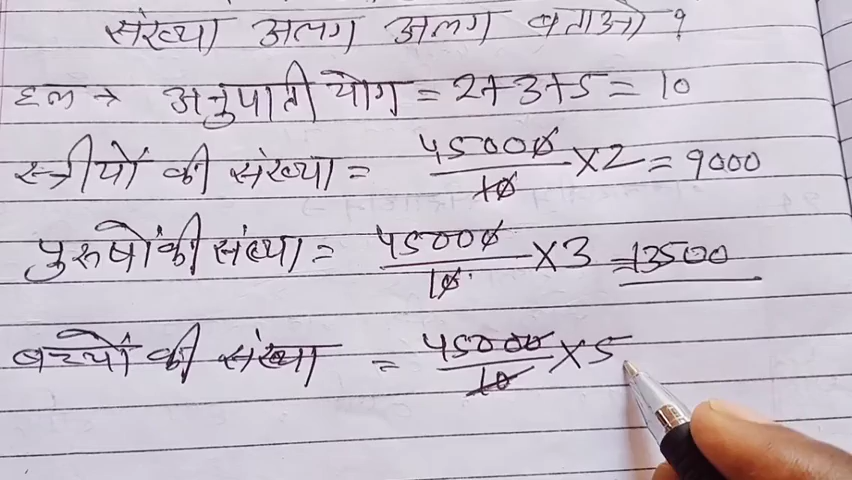 संख्या अलग अलग बताओ ?
हल → अनुपाती योग = 2+3+5 = 10
स्त्रीयों की संख्या = 45000/10 ×2 = 9000
पुरुषों की संख्या = 45000/10 ×3 = 13500
बच्चों की संख्या = 45000/10 ×5